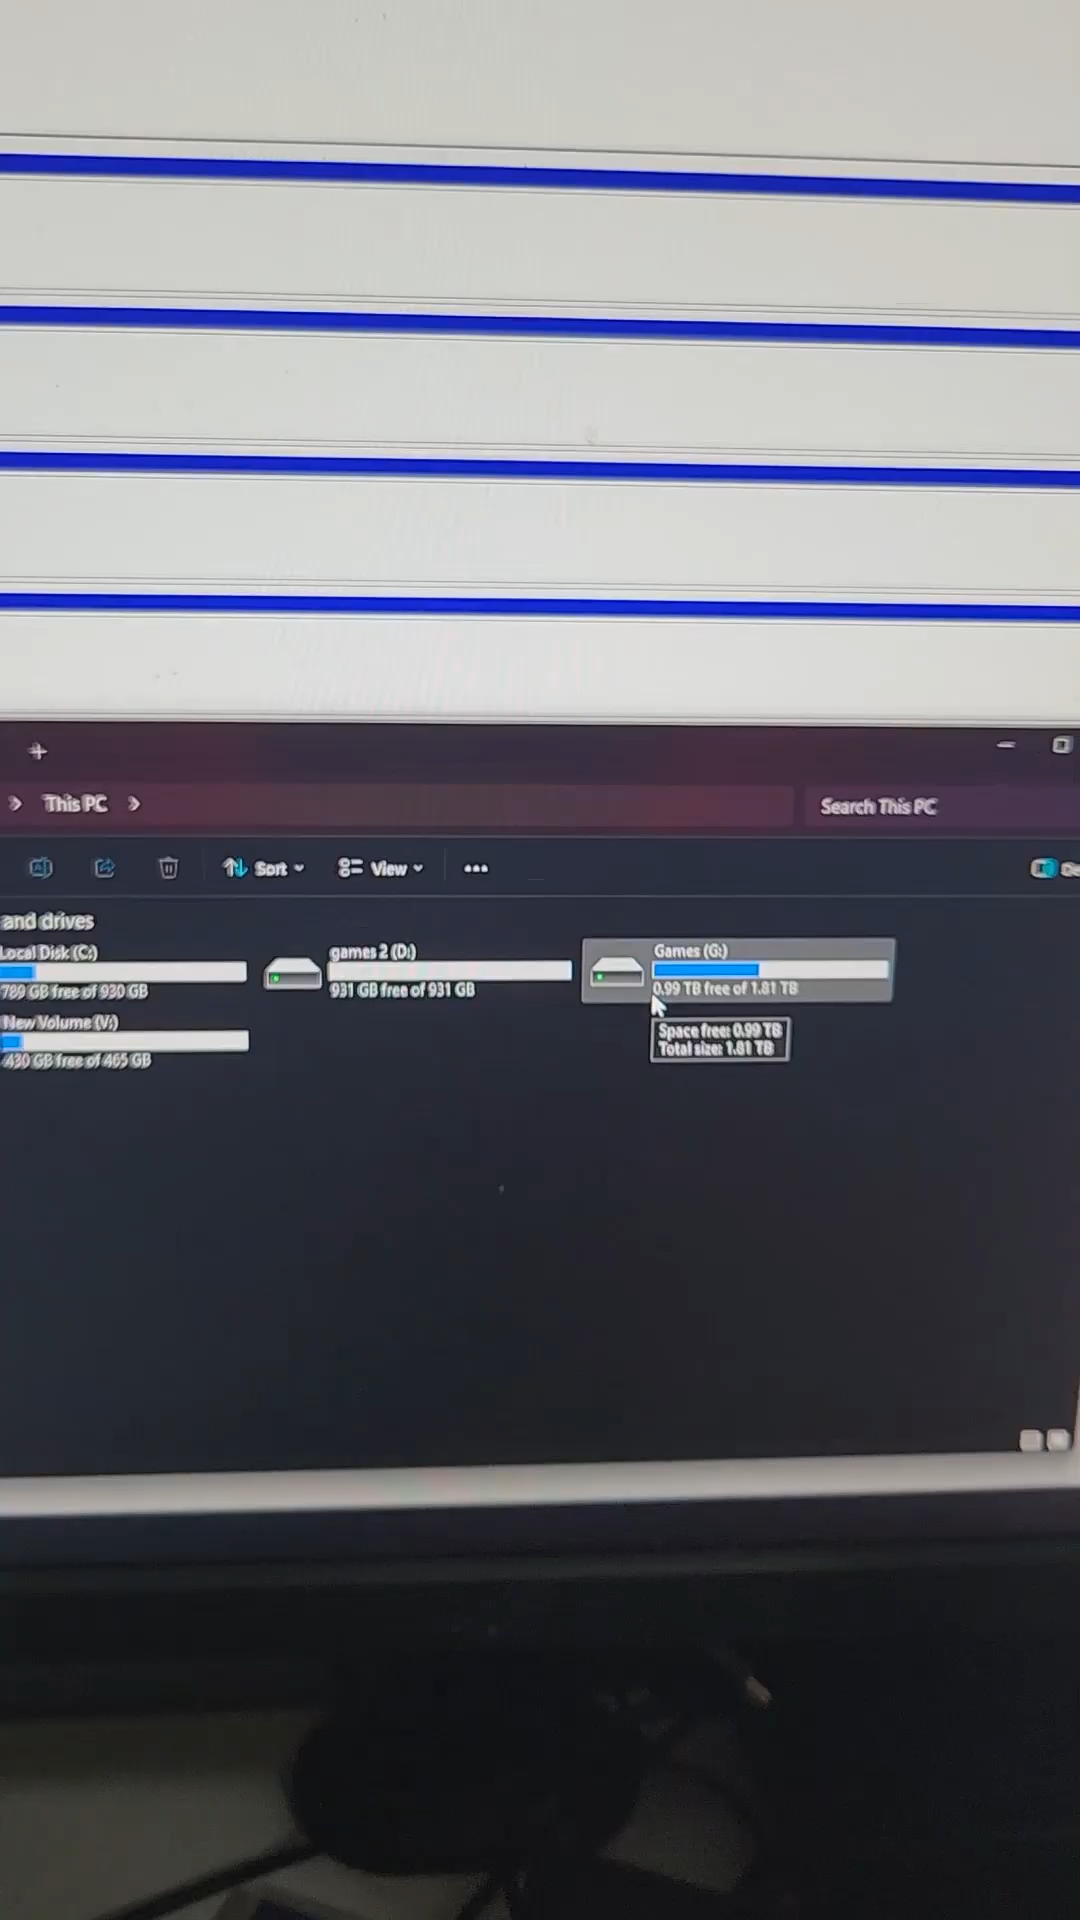 This PC
Search This PC
Sort
View
and drives
Local Disk (C:)
789 GB free of 930 GB
games 2 (D:)
931 GB free of 931 GB
Games (G:)
0.99 TB free of 1.81 TB
New Volume (V:)
430 GB free of 465 GB
Space free: 0.99 TB
Total size: 1.81 TB